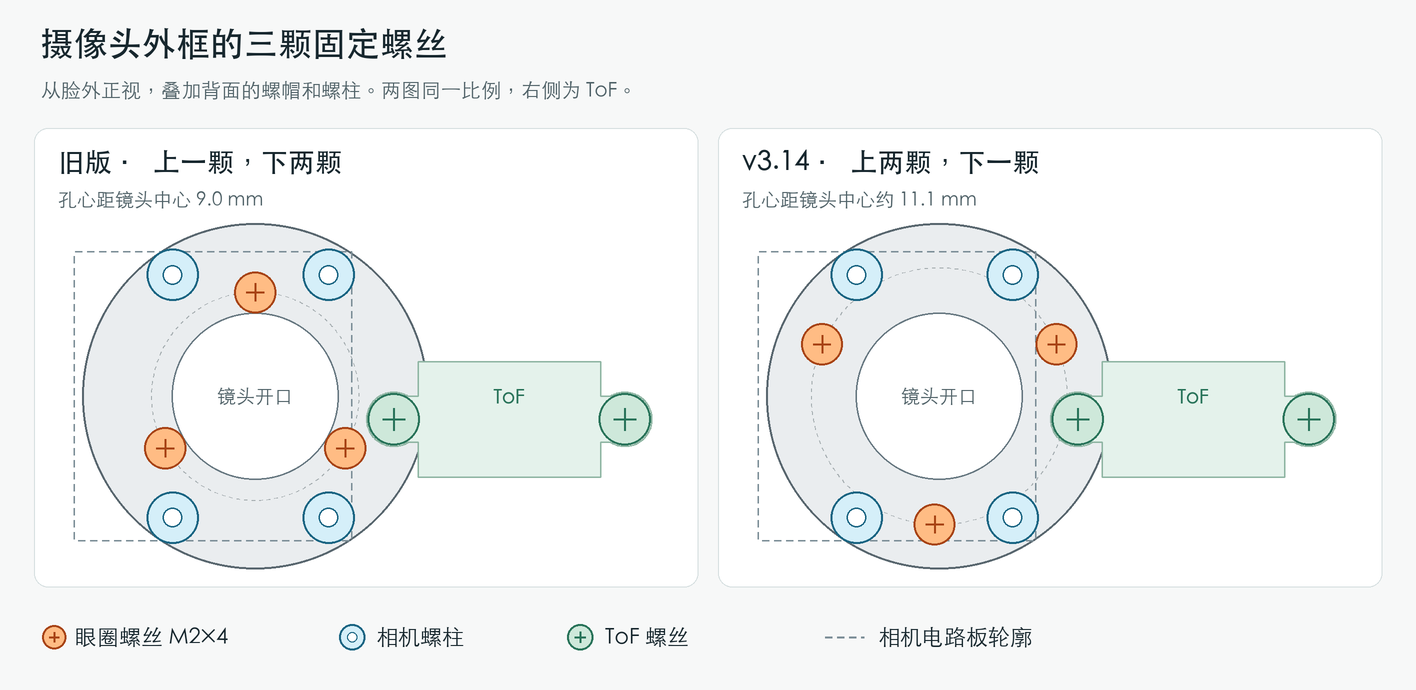 摄像头外框的三颗固定螺丝
从脸外正视，叠加背面的螺帽和螺柱。两图同一比例，右侧为 ToF。
旧版 · 上一颗，下两颗
孔心距镜头中心 9.0 mm
镜头开口
ToF
v3.14 · 上两颗，下一颗
孔心距镜头中心约 11.1 mm
镜头开口
ToF
眼圈螺丝 M2×4
相机螺柱
ToF 螺丝
相机电路板轮廓